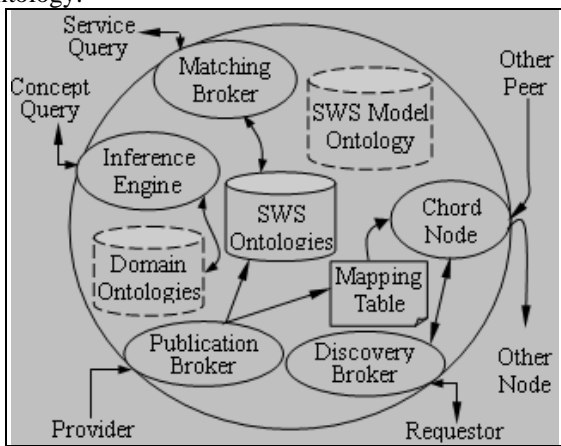 tology.
Service
Query
Matching
Broker
Other
Peer
Concept
Query
SWS Model
Ontology
Inference
Engine
SWS
Ontologies
Chord
Node
Domain
Ontologies
Mapping
Table
Publication
Broker
Discovery
Broker
Other
Node
Provider
Requestor